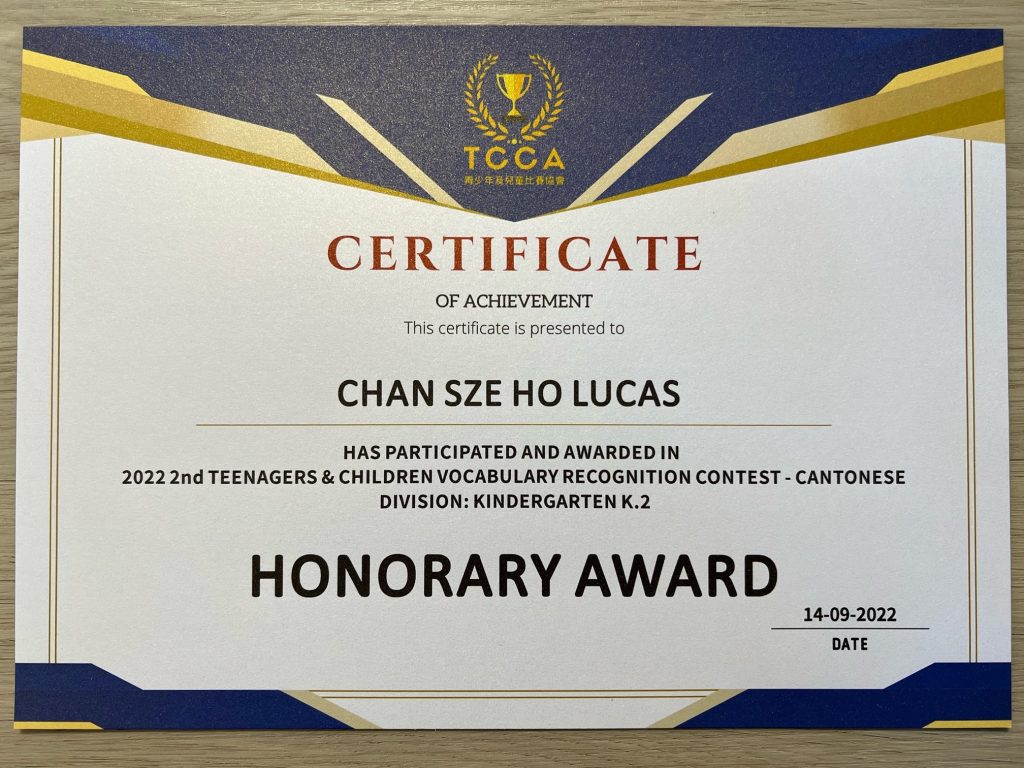 TCCA
青少年及兒童比賽協會
CERTIFICATE
OF ACHIEVEMENT
This certificate is presented to
CHAN SZE HO LUCAS
HAS PARTICIPATED AND AWARDED IN
2022 2nd TEENAGERS & CHILDREN VOCABULARY RECOGNITION CONTEST - CANTONESE
DIVISION: KINDERGARTEN K.2
HONORARY AWARD
14-09-2022
DATE